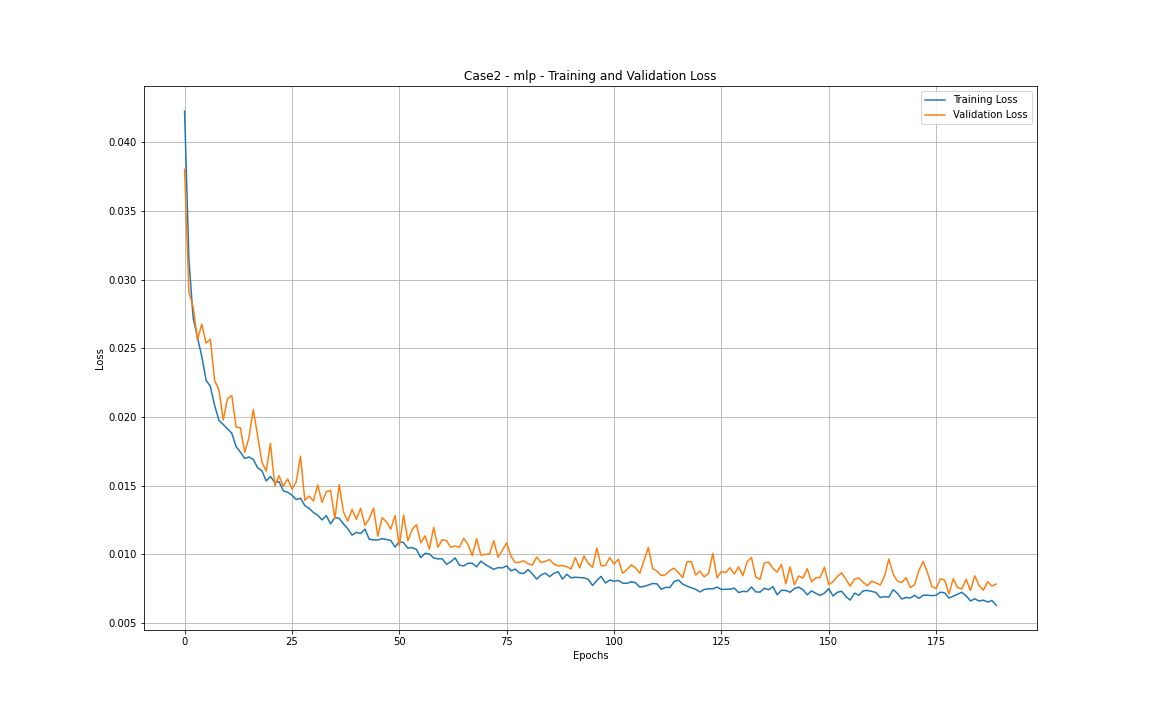 Case2 - mlp - Training and Validation Loss
Training Loss
Validation Loss
0.040
0.035
0.030
0.025
0.020
0.015
0.010
0.005
Loss
0 25 50 75 100 125 150 175
Epochs